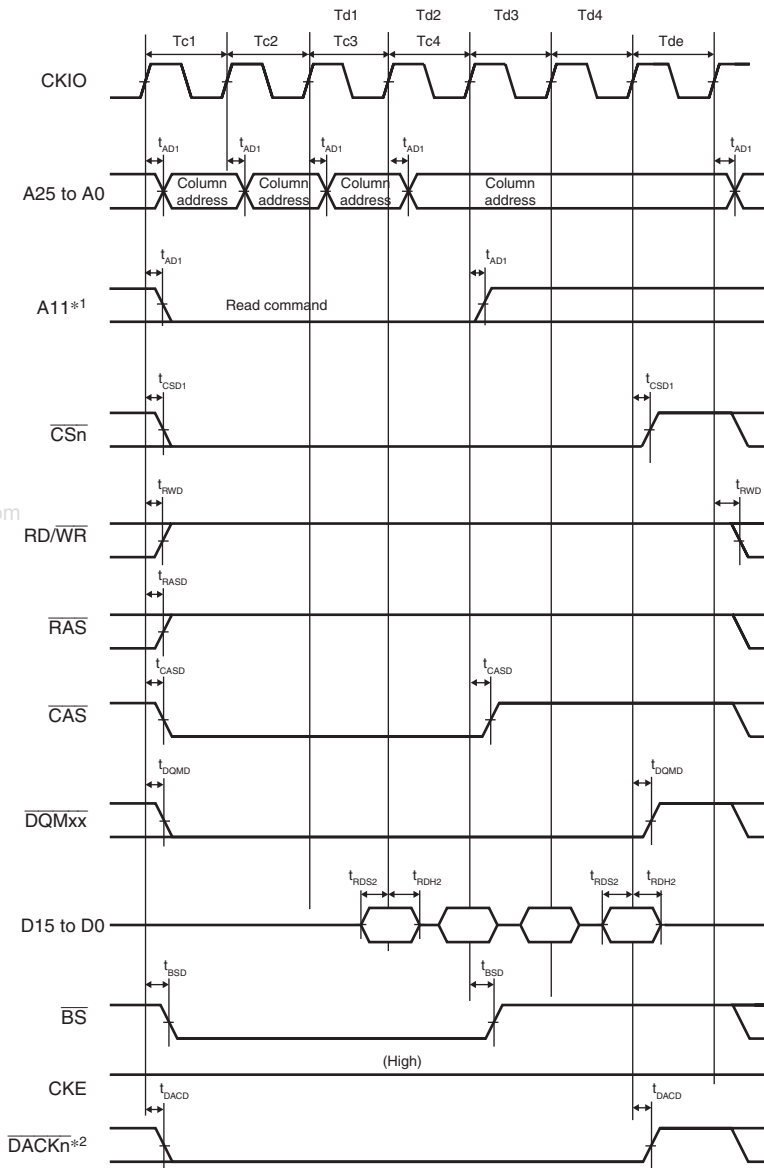 Td1 Td2 Td3 Td4
Tc1 Tc2 Tc3 Tc4 Tde
CKIO
tAD1 tAD1 tAD1 tAD1 tAD1
A25 to A0
Column address Column address Column address Column address
tAD1 tAD1
A11*1
Read command
tCSD1 tCSD1
CSn
om
tRWD tRWD
RD/WR
tRASD
RAS
tCASD tCASD
CAS
tDQMD tDQMD
DQMxx
tRDS2 tRDH2 tRDS2 tRDH2
D15 to D0
tBSD tBSD
BS
(High)
CKE
tDACD tDACD
DACKn*2